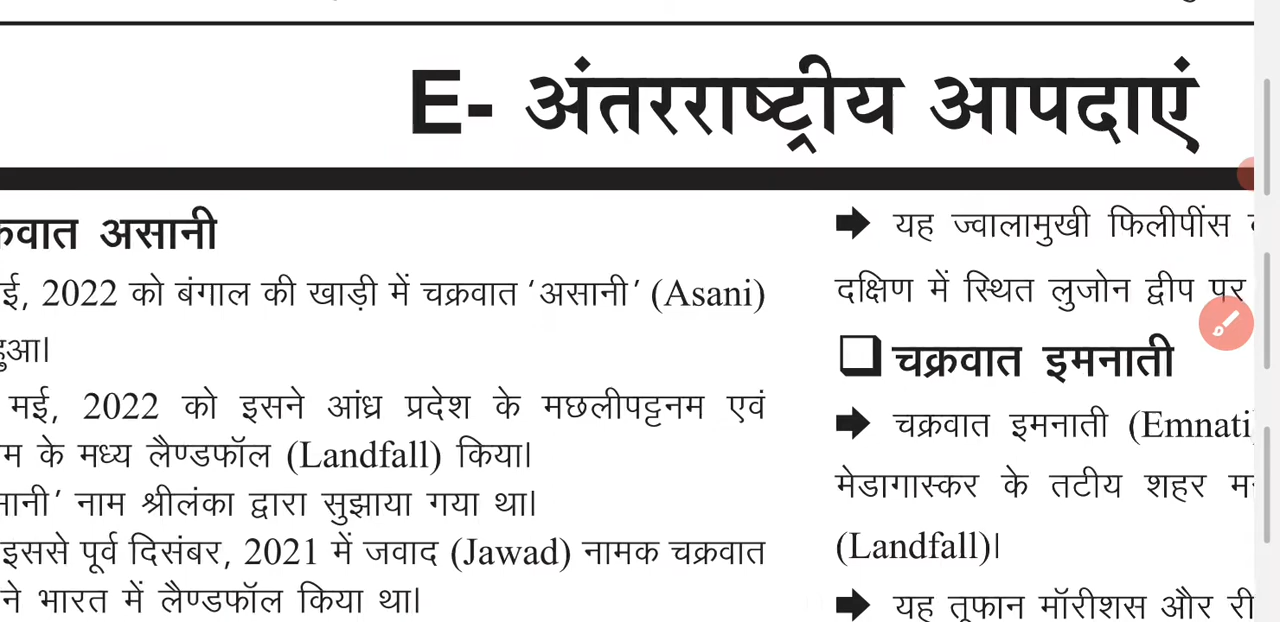 E- अंतरराष्ट्रीय आपदाएं
असानी
2022 को बंगाल की खाड़ी में चक्रवात ‘असानी’ (Asani)
हुआ।
मई, 2022 को इसने आंध्र प्रदेश के मछलीपट्टनम एवं
के मध्य लैण्डफॉल (Landfall) किया।
नाम श्रीलंका द्वारा सुझाया गया था।
इससे पूर्व दिसंबर, 2021 में जवाद (Jawad) नामक चक्रवात
ने भारत में लैण्डफॉल किया था।
➡ यह ज्वालामुखी फिलीपींस
दक्षिण में स्थित लुजोन द्वीप पर
❑ चक्रवात इमनाती
➡ चक्रवात इमनाती (Emnati)
मेडागास्कर के तटीय शहर
(Landfall)।
➡ यह तूफान मॉरीशस और